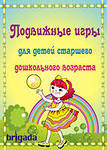 Подвижные игры
для детей старшего
дошкольного возраста
brigada